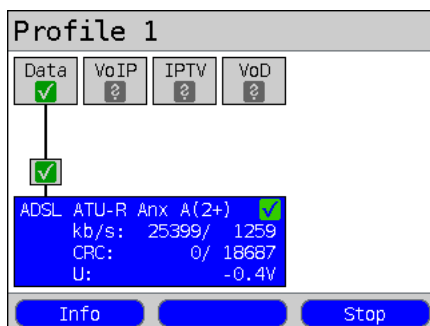 Profile 1
Data VoIP IPTV VoD
? ? ?
ADSL ATU-R Anx A(2+)
kb/s: 25399/ 1259
CRC: 0/ 18687
U: -0.4V
Info Stop